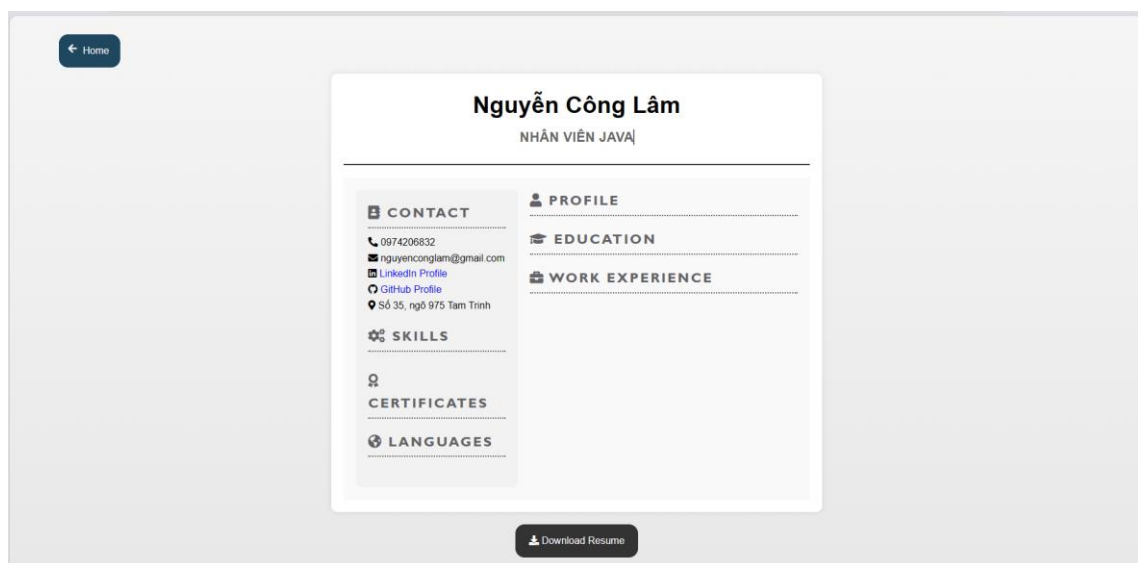 Home
Nguyễn Công Lâm
NHÂN VIÊN JAVA
CONTACT
0974206832
nguyenconglam@gmail.com
LinkedIn Profile
GitHub Profile
Số 35, ngõ 975 Tam Trinh
SKILLS
CERTIFICATES
LANGUAGES
PROFILE
EDUCATION
WORK EXPERIENCE
Download Resume